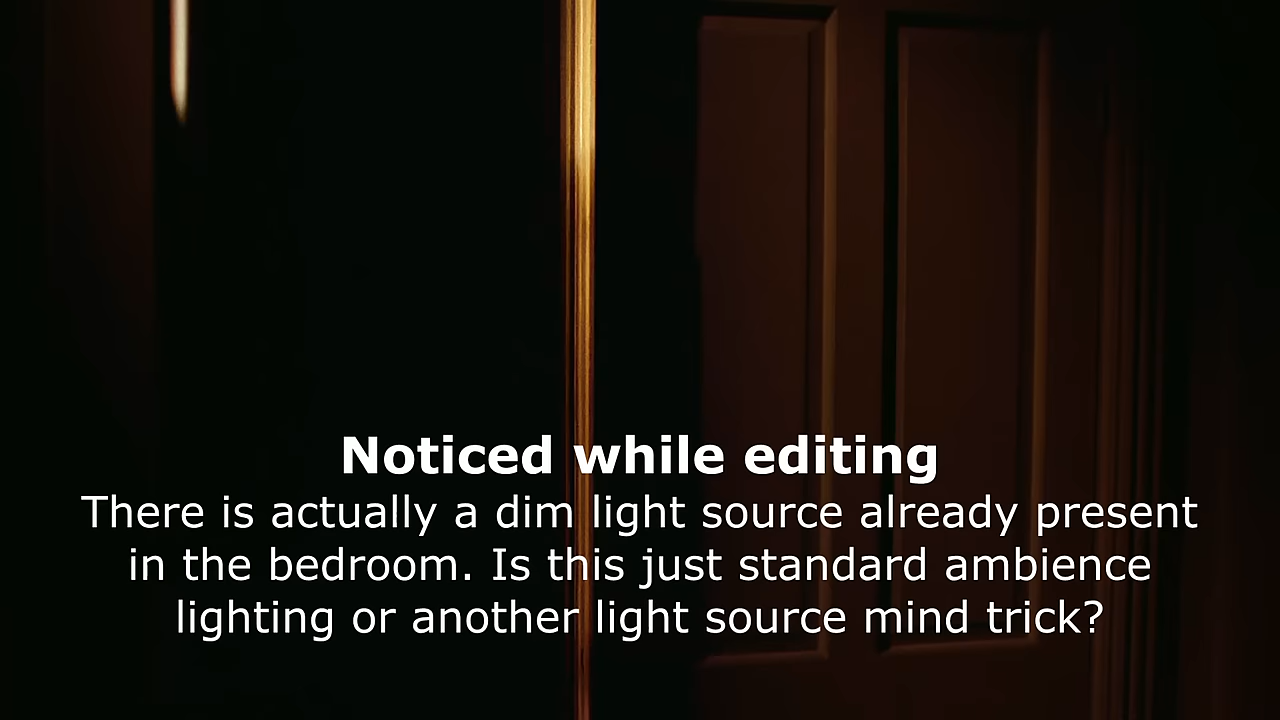 Noticed while editing
There is actually a dim light source already present
in the bedroom. Is this just standard ambience
lighting or another light source mind trick?